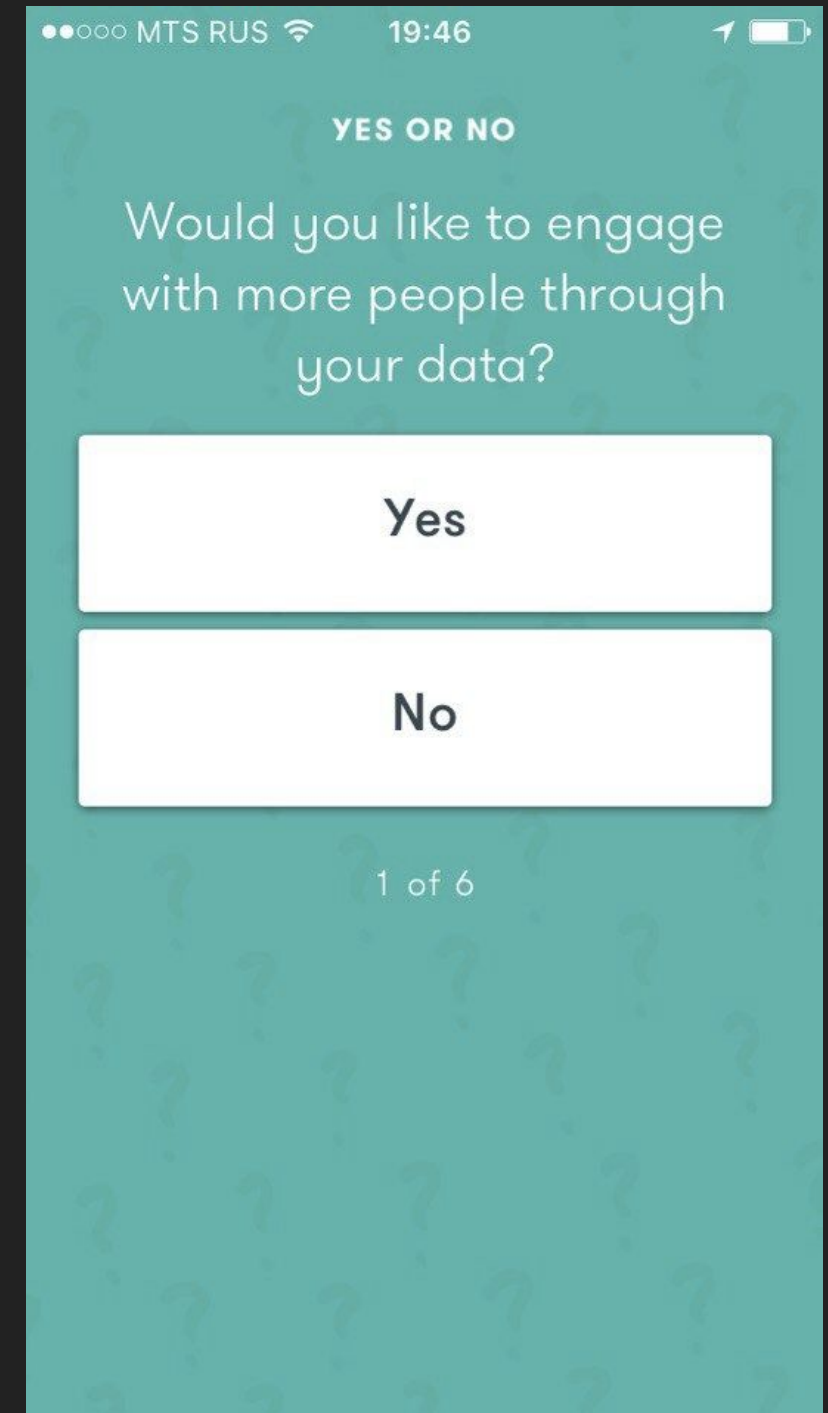 MTS RUS 19:46
YES OR NO
Would you like to engage
with more people through
your data?
Yes
No
1 of 6